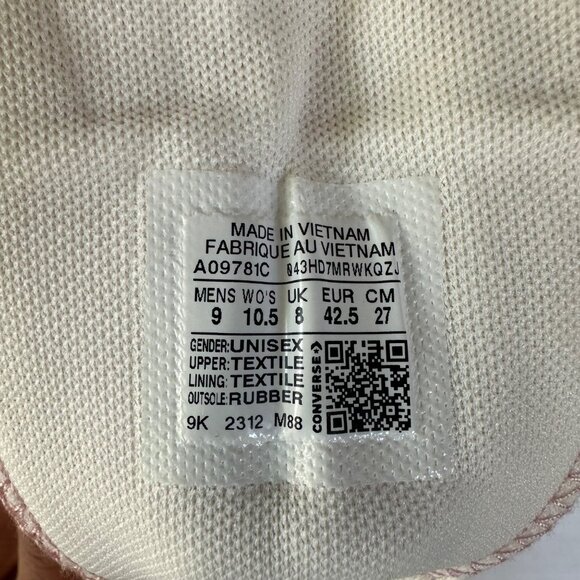 MADE IN VIETNAM
FABRIQUE AU VIETNAM
A09781C Q43HD7MRWKQZJ
MENS WO'S UK EUR CM
9 10.5 8 42.5 27
GENDER: UNISEX
UPPER: TEXTILE
LINING: TEXTILE
OUTSOLE: RUBBER
CONVERSE
9K 2312 M88